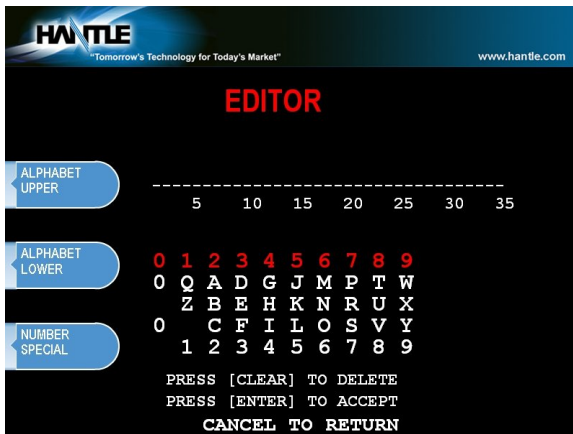 HANTLE
"Tomorrow's Technology for Today's Market" www.hantle.com
EDITOR
ALPHABET
UPPER
-----------------------------------
5 10 15 20 25 30 35
ALPHABET
LOWER
0 1 2 3 4 5 6 7 8 9
0 Q A D G J M P T W
Z B E H K N R U X
0 C F I L O S V Y
1 2 3 4 5 6 7 8 9
NUMBER
SPECIAL
PRESS [CLEAR] TO DELETE
PRESS [ENTER] TO ACCEPT
CANCEL TO RETURN